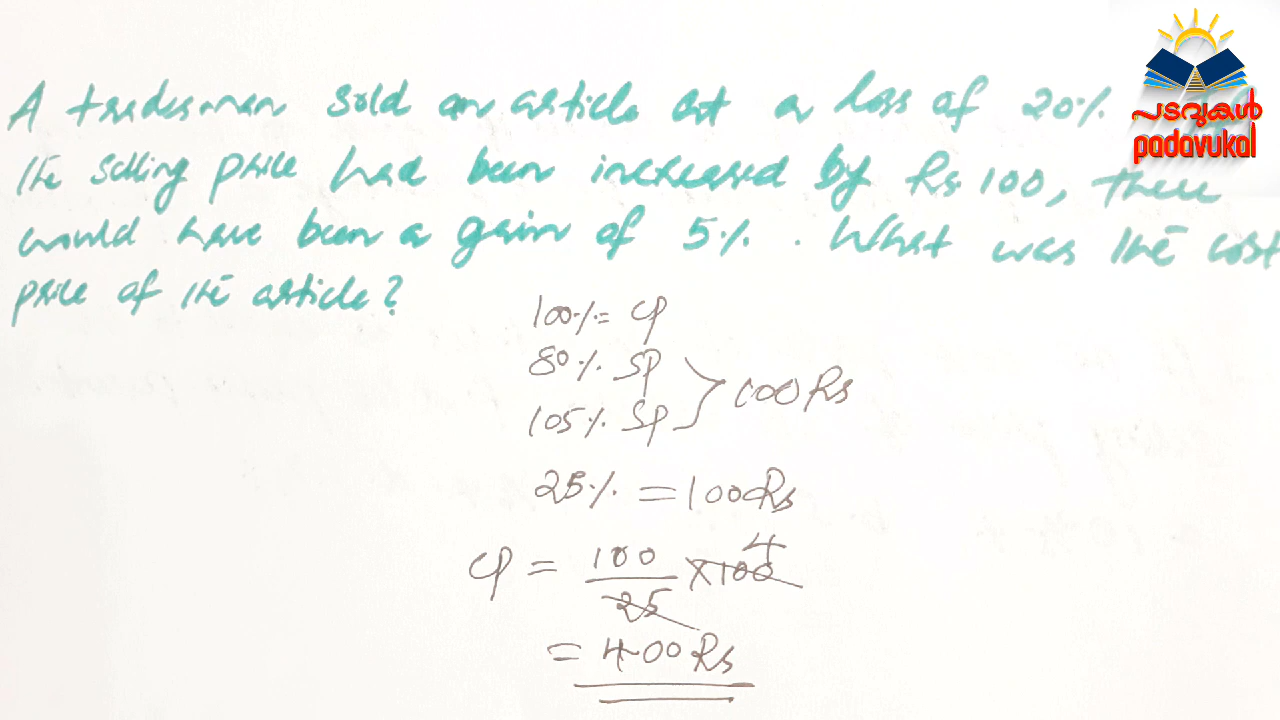 A tradesman sold an article at a loss of 20%.
the selling price had been increased by Rs. 100, there
would have been a gain of 5%. What was the cost
price of the article?
100% = CP
80% SP
105% SP
100 Rs
25% = 100 Rs
CP = 100/25 × 100 4
= 400 Rs
പടവുകൾ
padavukal